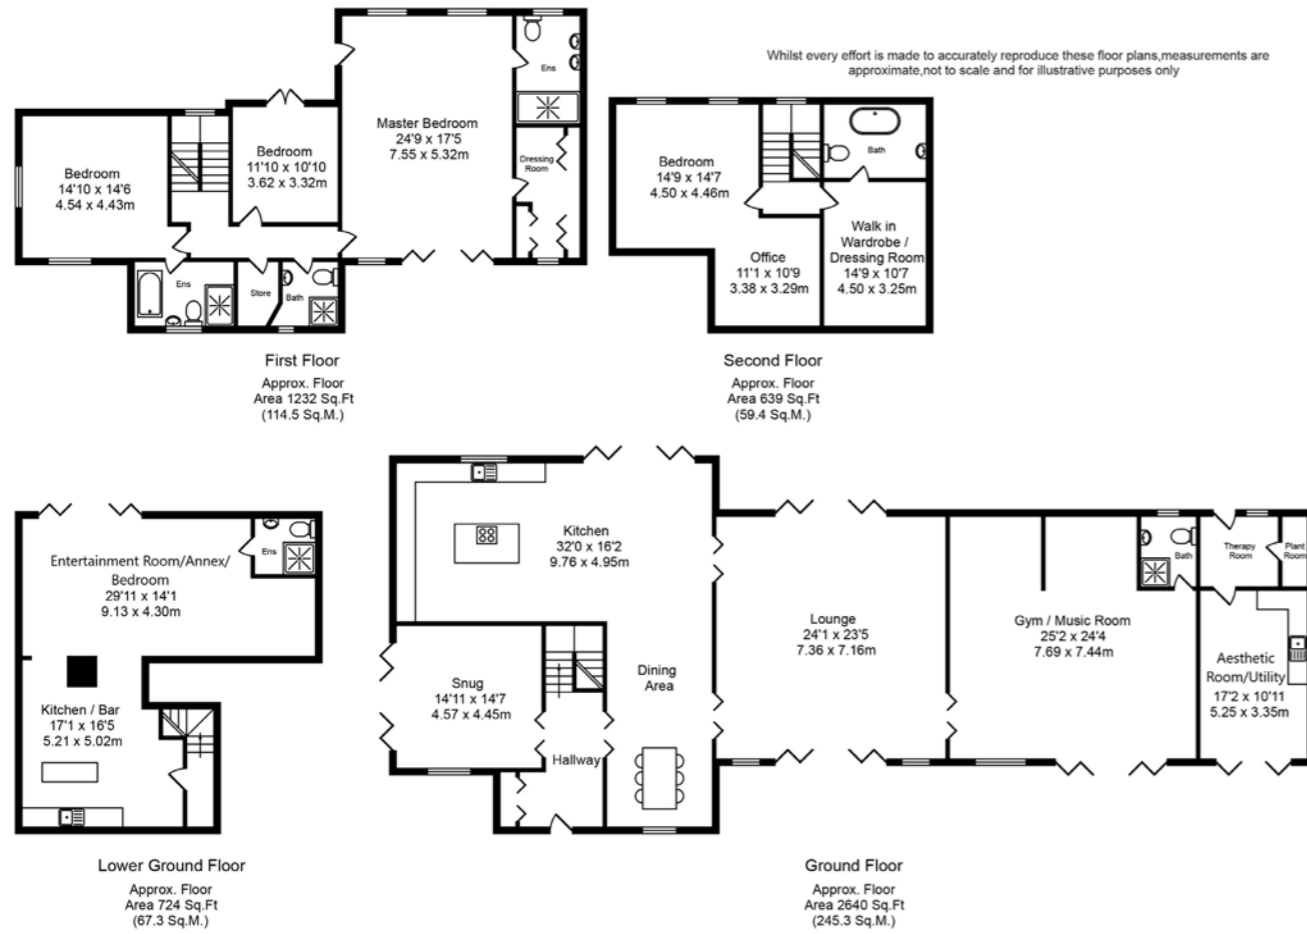 Whilst every effort is made to accurately reproduce these floor plans,measurements are
approximate,not to scale and for illustrative purposes only
Bedroom
14'10 x 14'6
4.54 x 4.43m
Bedroom
11'10 x 10'10
3.62 x 3.32m
Master Bedroom
24'9 x 17'5
7.55 x 5.32m
Ens
Dressing
Room
Ens
Store
Bath
First Floor
Approx. Floor
Area 1232 Sq.Ft
(114.5 Sq.M.)
Bedroom
14'9 x 14'7
4.50 x 4.46m
Bath
Office
11'1 x 10'9
3.38 x 3.29m
Walk in
Wardrobe /
Dressing Room
14'9 x 10'7
4.50 x 3.25m
Second Floor
Approx. Floor
Area 639 Sq.Ft
(59.4 Sq.M.)
Entertainment Room/Annex/
Bedroom
29'11 x 14'1
9.13 x 4.30m
Ens
Kitchen / Bar
17'1 x 16'5
5.21 x 5.02m
Lower Ground Floor
Approx. Floor
Area 724 Sq.Ft
(67.3 Sq.M.)
Kitchen
32'0 x 16'2
9.76 x 4.95m
Snug
14'11 x 14'7
4.57 x 4.45m
Dining
Area
Hallway
Lounge
24'1 x 23'5
7.36 x 7.16m
Gym / Music Room
25'2 x 24'4
7.69 x 7.44m
Bath
Therapy
Room
Plant
Room
Aesthetic
Room/Utility
17'2 x 10'11
5.25 x 3.35m
Ground Floor
Approx. Floor
Area 2640 Sq.Ft
(245.3 Sq.M.)